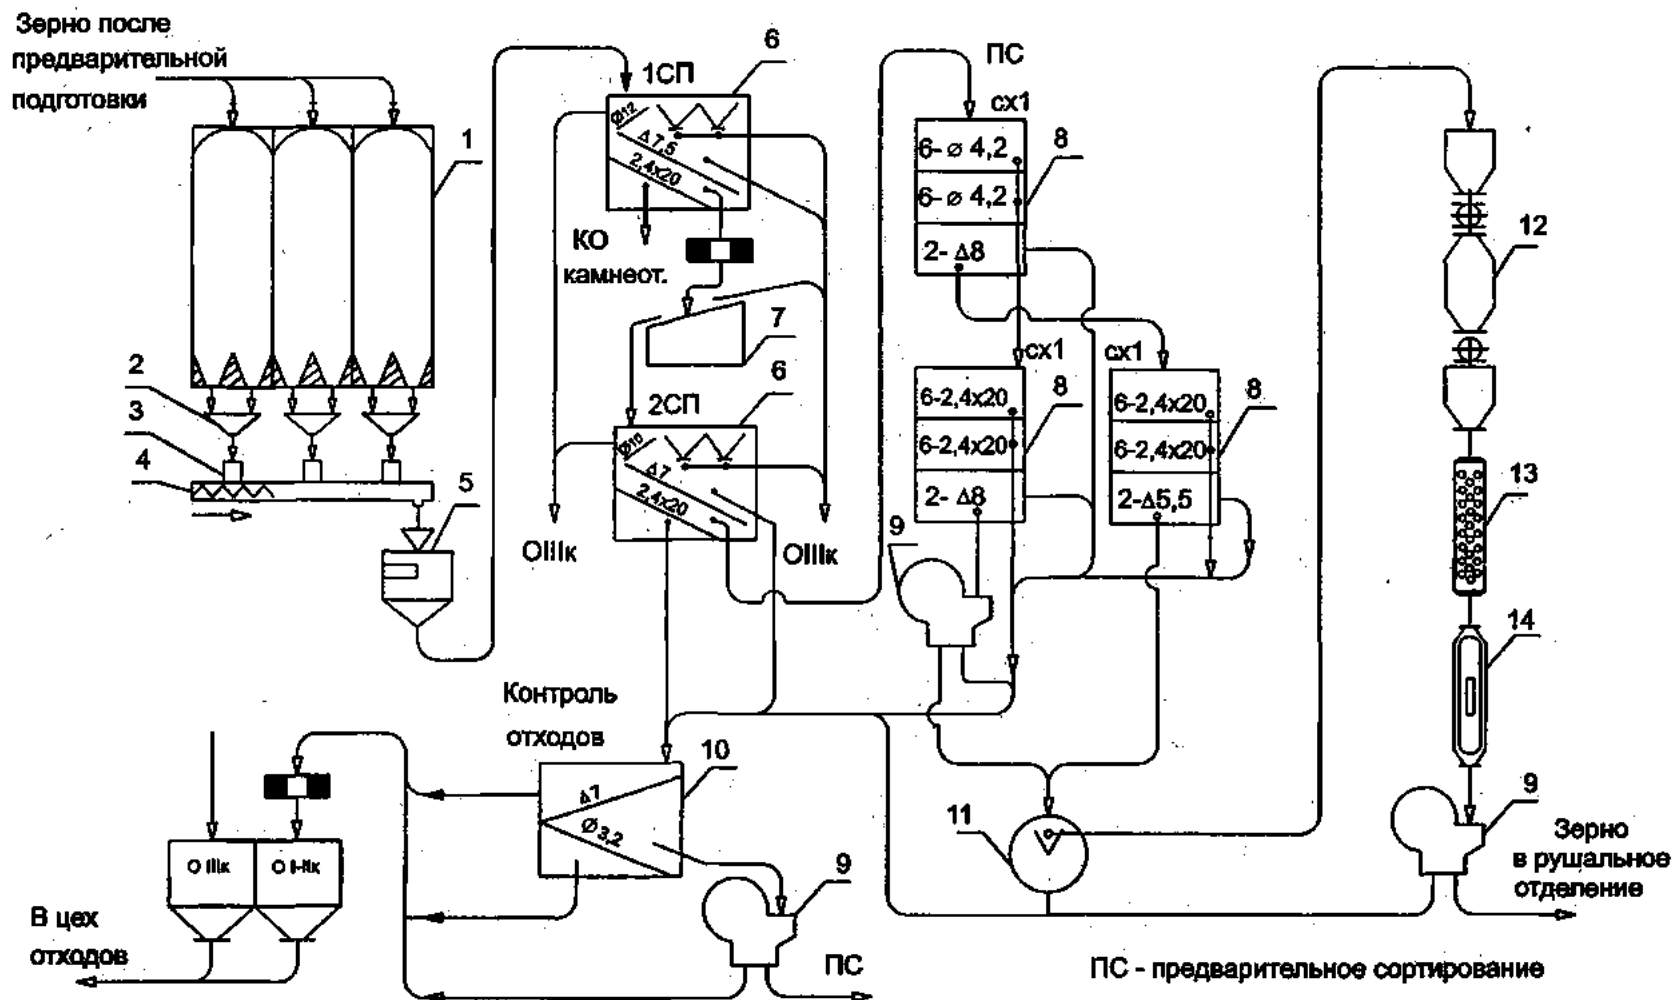 Зерно после
предварительной
подготовки
1
2
3
4
5
1СП
6
Ø12
Δ7,5
2,4x20
КО
камнеот.
7
2СП
6
Ø10
Δ7
2,4x20
ОIIIк
ОIIIк
ПС
сх1
6-ø 4,2
6-ø 4,2
2-Δ8
8
сх1
6-2,4x20
6-2,4x20
2-Δ8
8
сх1
6-2,4x20
6-2,4x20
2-Δ5,5
8
9
12
13
14
9
Зерно
в рушальное
отделение
11
Контроль
отходов
10
Δ7
Ø3,2
9
ПС
О IIIк
О I-IIк
В цех
отходов
ПС - предварительное сортирование